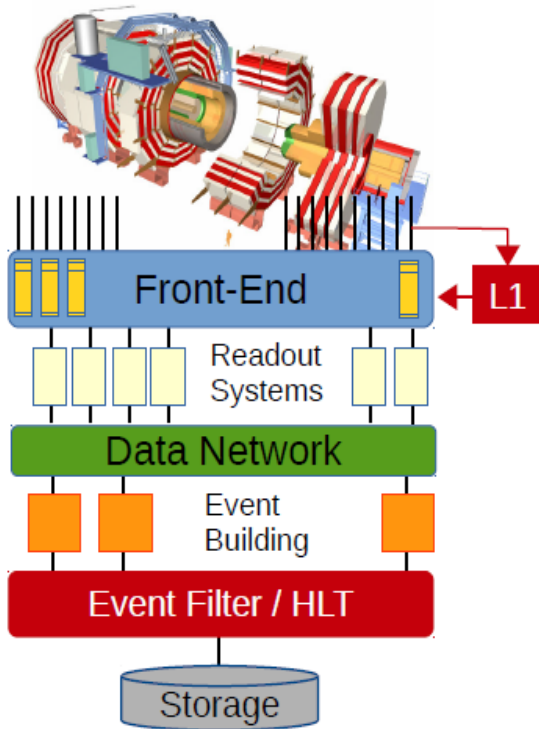 Front-End
L1
Readout
Systems
Data Network
Event
Building
Event Filter / HLT
Storage